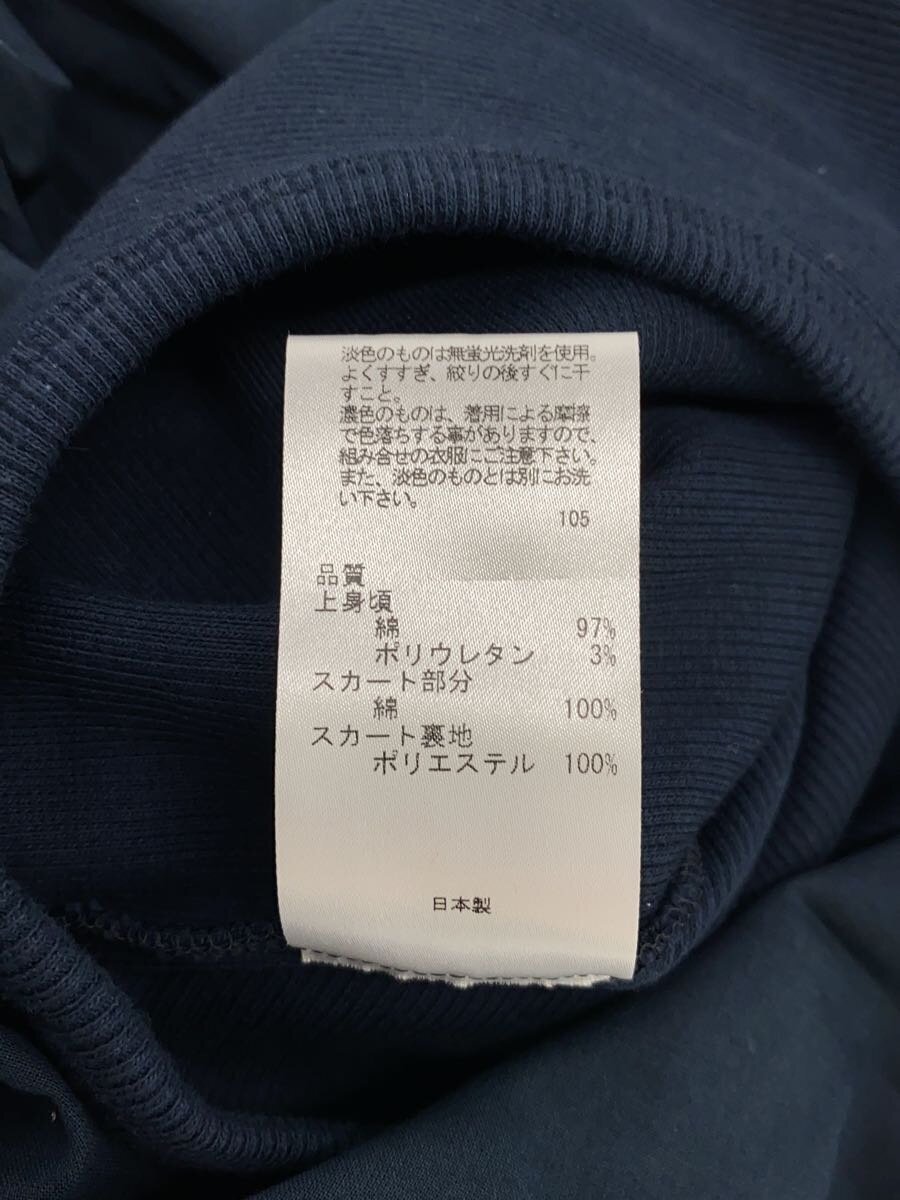 淡色のものは無蛍光洗剤を使用。
よくすすぎ、絞りの後すぐに干
すこと。
濃色のものは、着用による摩擦
で色落ちする事がありますので、
組み合せの衣服にご注意下さい。
また、淡色のものとは別にお洗
い下さい。
105
品質
上身頃
綿 97%
ポリウレタン 3%
スカート部分
綿 100%
スカート裏地
ポリエステル 100%
日本製